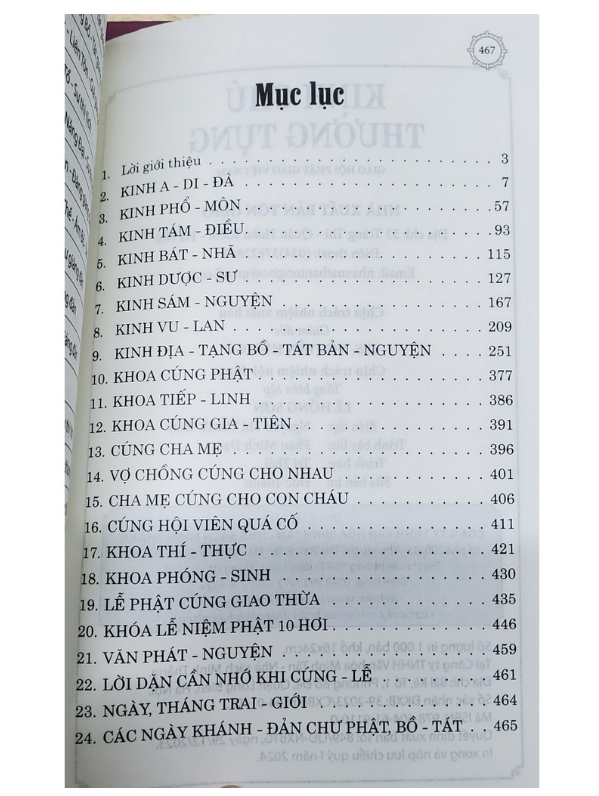 467
Mục lục
1. Lời giới thiệu 3
2. KINH A - DI - ĐÀ 7
3. KINH PHỔ - MÔN 57
4. KINH TÁM - ĐIỀU 93
5. KINH BÁT - NHÃ 115
6. KINH DƯỢC - SƯ 127
7. KINH SÁM - NGUYỆN 167
8. KINH VU - LAN 209
9. KINH ĐỊA - TẠNG BỒ - TÁT BẢN - NGUYỆN 251
10. KHOA CÚNG PHẬT 377
11. KHOA TIẾP - LINH 386
12. KHOA CÚNG GIA - TIÊN 391
13. CÚNG CHA MẸ 396
14. VỢ CHỒNG CÚNG CHO NHAU 401
15. CHA MẸ CÚNG CHO CON CHÁU 406
16. CÚNG HỘI VIÊN QUÁ CỐ 411
17. KHOA THÍ - THỰC 421
18. KHOA PHÓNG - SINH 430
19. LỄ PHẬT CÚNG GIAO THỪA 435
20. KHÓA LỄ NIỆM PHẬT 10 HƠI 446
21. VĂN PHÁT - NGUYỆN 459
22. LỜI DẶN CẦN NHỚ KHI CÚNG - LỄ 461
23. NGÀY, THÁNG TRAI - GIỚI 464
24. CÁC NGÀY KHÁNH - ĐẢN CHƯ PHẬT, BỒ - TÁT 465